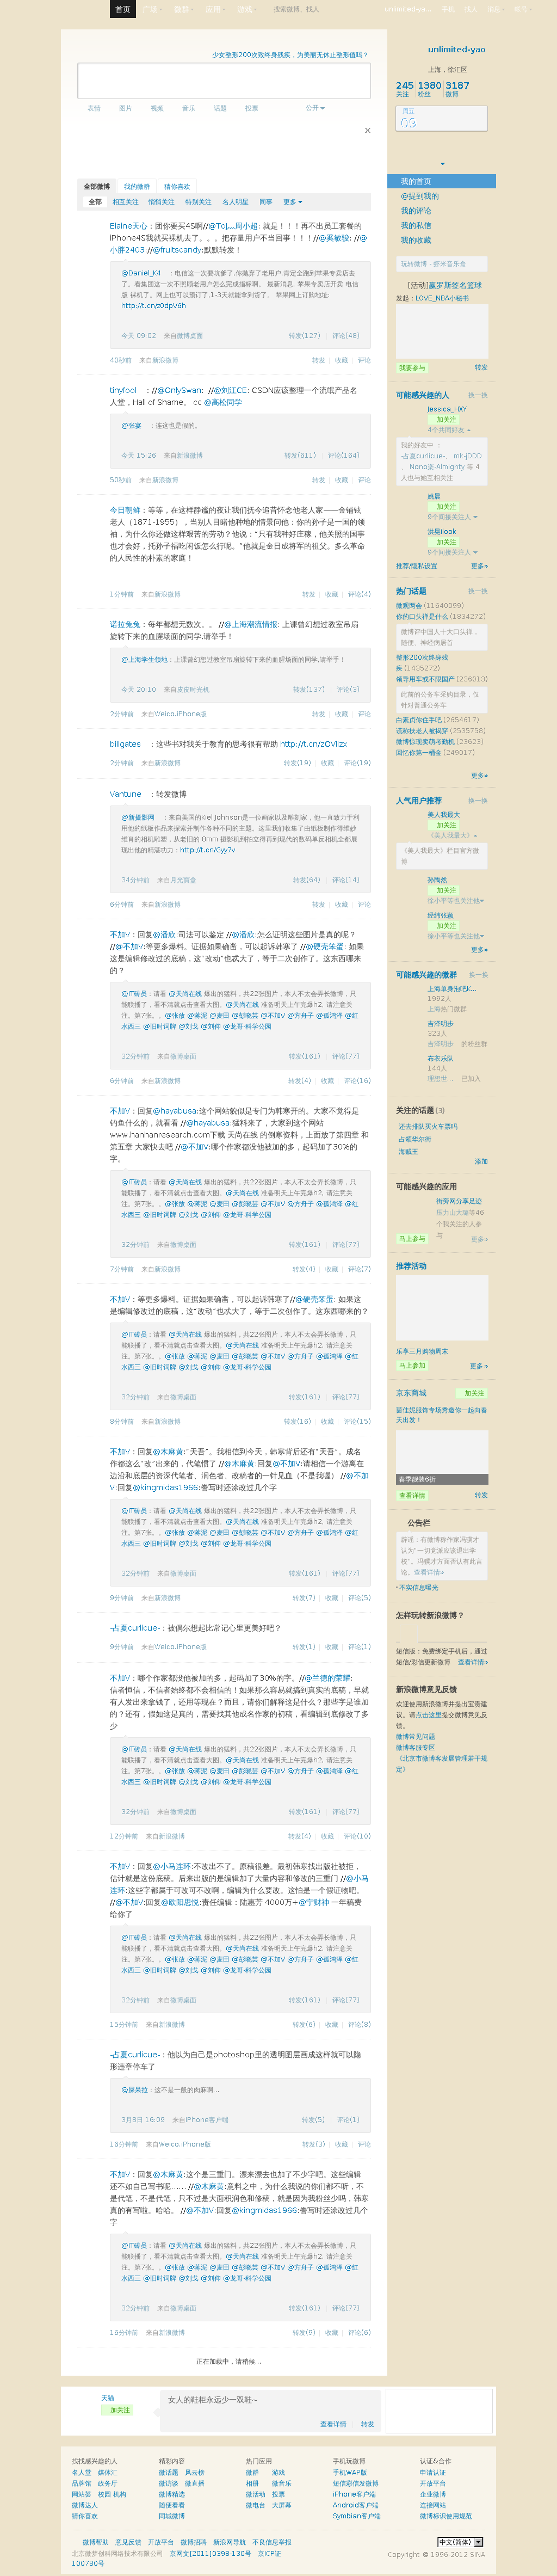 首页 广场 微群 应用 游戏 搜索微博、找人 unlimited-ya... 手机 找人 消息 帐号
少女整形200次致终身残疾，为美丽无休止整形值吗？
表情 图片 视频 音乐 话题 投票 公开
全部微博 我的微群 猜你喜欢
全部 相互关注 悄悄关注 特别关注 名人明星 同事 更多
Elaine天心：团你要买4S啊//@ToJ灬周小超: 就是！！！再不出员工套餐的
iPhone4S我就买裸机去了。。。把存量用户不当回事！！！//@奚敏骏: //@
小胖2403://@fruitscandy:默默转发！
@Daniel_K4 ：电信这一次要坑爹了,你抛弃了老用户,肯定全跑到苹果专卖店去
了。看集团这一次不照顾老用户怎么完成指标啊。 最新消息, 苹果专卖店开卖 电信
版 裸机了。网上也可以预订了,1-3天就能拿到货了。 苹果网上订购地址:
http://t.cn/z0dpV6h
今天 09:02 来自微博桌面 转发(127) 评论(48)
40秒前 来自新浪微博 转发 收藏 评论
tinyfool ：//@OnlySwan: //@刘江CE: CSDN应该整理一个流氓产品名
人堂，Hall of Shame。 cc @高松同学
@张宴 ：连这也是假的。
今天 15:26 来自新浪微博 转发(611) 评论(164)
50秒前 来自新浪微博 转发 收藏 评论
今日朝鲜：等等，在这样静谧的夜让我们抚今追昔怀念他老人家——金辅铉
老人（1871-1955），当别人目睹他种地的情景问他：你的孙子是一国的领
袖，为什么你还做这样艰苦的劳动？他说：“只有我种好庄稼，他关照的国事
也才会好，托孙子福吃闲饭怎么行呢。”他就是金日成将军的祖父。多么革命
的人民性的朴素的家庭！
1分钟前 来自新浪微博 转发 收藏 评论(4)
诺拉兔兔：每年都想无数次。。 //@上海潮流情报: 上课曾幻想过教室吊扇
旋转下来的血腥场面的同学.请举手！
@上海学生领地：上课曾幻想过教室吊扇旋转下来的血腥场面的同学.请举手！
今天 20:10 来自皮皮时光机 转发(137) 评论(3)
2分钟前 来自Weico.iPhone版 转发 收藏 评论
billgates ：这些书对我关于教育的思考很有帮助 http://t.cn/zOVlizx
2分钟前 来自新浪微博 转发(19) 收藏 评论(19)
Vantune ：转发微博
@新摄影网 ：来自美国的Kiel Johnson是一位画家以及雕刻家，他一直致力于利
用他的纸板作品来探索并制作各种不同的主题。这里我们收集了由纸板制作得维妙
维肖的相机雕塑，从老旧的 8mm 摄影机到怕立得再到现代的数码单反相机全都展
现出他的精湛功力：http://t.cn/Gyy7v
34分钟前 来自月光宝盒 转发(64) 评论(14)
6分钟前 来自新浪微博 转发 收藏 评论
不加V：回复@潘欣:司法可以鉴定 //@潘欣:怎么证明这些图片是真的呢？
//@不加V:等更多爆料。证据如果确凿，可以起诉韩寒了 //@硬壳笨蛋: 如果
这是编辑修改过的底稿，这“改动”也忒大了，等于二次创作了。这东西哪来
的？
@IT砖员：请看 @天尚在线 爆出的猛料，共22张图片，本人不太会弄长微博，只
能联播了，看不清就点击查看大图。@天尚在线 准备明天上午完爆h2, 请注意关
注。第7张。。@张放 @蒋泥 @麦田 @彭晓芸 @不加V @方舟子 @孤鸿泽 @红
水西三 @旧时词牌 @刘戈 @刘仰 @龙哥-科学公园
32分钟前 来自微博桌面 转发(161) 评论(77)
6分钟前 来自新浪微博 转发(4) 收藏 评论(16)
不加V：回复@hayabusa:这个网站貌似是专门为韩寒开的。大家不觉得是
钓鱼什么的，就看看 //@hayabusa:猛料来了，大家到这个网站
www.hanhanresearch.com下载 天尚在线 的倒寒资料，上面放了第四章 和
第五章 大家快去吧 //@不加V:哪个作家都没他被加的多，起码加了30%的
字。
@IT砖员：请看 @天尚在线 爆出的猛料，共22张图片，本人不太会弄长微博，只
能联播了，看不清就点击查看大图。@天尚在线 准备明天上午完爆h2, 请注意关
注。第7张。。@张放 @蒋泥 @麦田 @彭晓芸 @不加V @方舟子 @孤鸿泽 @红
水西三 @旧时词牌 @刘戈 @刘仰 @龙哥-科学公园
32分钟前 来自微博桌面 转发(161) 评论(77)
7分钟前 来自新浪微博 转发(4) 收藏 评论(7)
不加V：等更多爆料。证据如果确凿，可以起诉韩寒了//@硬壳笨蛋: 如果这
是编辑修改过的底稿，这“改动”也忒大了，等于二次创作了。这东西哪来的？
@IT砖员：请看 @天尚在线 爆出的猛料，共22张图片，本人不太会弄长微博，只
能联播了，看不清就点击查看大图。@天尚在线 准备明天上午完爆h2, 请注意关
注。第7张。。@张放 @蒋泥 @麦田 @彭晓芸 @不加V @方舟子 @孤鸿泽 @红
水西三 @旧时词牌 @刘戈 @刘仰 @龙哥-科学公园
32分钟前 来自微博桌面 转发(161) 评论(77)
8分钟前 来自新浪微博 转发(16) 收藏 评论(15)
不加V：回复@木麻黄:“天吾”。我相信到今天，韩寒背后还有“天吾”。成名
作都这么“改”出来的，代笔惯了 //@木麻黄:回复@不加V:请相信一个游离在
边沿和底层的资深代笔者、润色者、改稿者的一针见血（不是我喔） //@不加
V:回复@kingmidas1966:誊写时还涂改过几个字
@IT砖员：请看 @天尚在线 爆出的猛料，共22张图片，本人不太会弄长微博，只
能联播了，看不清就点击查看大图。@天尚在线 准备明天上午完爆h2, 请注意关
注。第7张。。@张放 @蒋泥 @麦田 @彭晓芸 @不加V @方舟子 @孤鸿泽 @红
水西三 @旧时词牌 @刘戈 @刘仰 @龙哥-科学公园
32分钟前 来自微博桌面 转发(161) 评论(77)
9分钟前 来自新浪微博 转发(7) 收藏 评论(5)
-占夏curlicue-：被偶尔想起比常记心里更美好吧？
9分钟前 来自Weico.iPhone版 转发(1) 收藏 评论(1)
不加V：哪个作家都没他被加的多，起码加了30%的字。//@兰德的荣耀:
信者恒信，不信者始终都不会相信的！如果那么容易就搞到真实的底稿，早就
有人发出来拿钱了，还用等现在？而且，请你们解释这是什么？那些字是谁加
的？还有，假如这是真的，需要找其他成名作家的初稿，看编辑到底修改了多
少
@IT砖员：请看 @天尚在线 爆出的猛料，共22张图片，本人不太会弄长微博，只
能联播了，看不清就点击查看大图。@天尚在线 准备明天上午完爆h2, 请注意关
注。第7张。。@张放 @蒋泥 @麦田 @彭晓芸 @不加V @方舟子 @孤鸿泽 @红
水西三 @旧时词牌 @刘戈 @刘仰 @龙哥-科学公园
32分钟前 来自微博桌面 转发(161) 评论(77)
12分钟前 来自新浪微博 转发(4) 收藏 评论(10)
不加V：回复@小马连环:不改出不了。原稿很差。最初韩寒找出版社被拒，
估计就是这份底稿。后来出版的是编辑加了大量内容和修改的三重门 //@小马
连环:这些字都属于可改可不改啊，编辑为什么要改。这怕是一个假证物吧。
//@不加V:回复@欧阳思悦:责任编辑：陆惠芳 4000万+@宁财神 一年稿费
给你了
@IT砖员：请看 @天尚在线 爆出的猛料，共22张图片，本人不太会弄长微博，只
能联播了，看不清就点击查看大图。@天尚在线 准备明天上午完爆h2, 请注意关
注。第7张。。@张放 @蒋泥 @麦田 @彭晓芸 @不加V @方舟子 @孤鸿泽 @红
水西三 @旧时词牌 @刘戈 @刘仰 @龙哥-科学公园
32分钟前 来自微博桌面 转发(161) 评论(77)
15分钟前 来自新浪微博 转发(6) 收藏 评论(8)
-占夏curlicue-：他以为自己是photoshop里的透明图层画成这样就可以隐
形违章停车了
@屎呆拉：这不是一般的肉麻啊...
3月8日 16:09 来自iPhone客户端 转发(5) 评论(1)
16分钟前 来自Weico.iPhone版 转发(3) 收藏 评论
不加V：回复@木麻黄:这个是三重门。漂来漂去也加了不少字吧。这些编辑
还不如自己写书呢…… //@木麻黄:意料之中，为什么我说的你们都不听，不
是代笔，不是代笔，只不过是大面积润色和修稿，就是因为我粉丝少吗，韩寒
真的有写啦。哈哈。 //@不加V:回复@kingmidas1966:誊写时还涂改过几个
字
@IT砖员：请看 @天尚在线 爆出的猛料，共22张图片，本人不太会弄长微博，只
能联播了，看不清就点击查看大图。@天尚在线 准备明天上午完爆h2, 请注意关
注。第7张。。@张放 @蒋泥 @麦田 @彭晓芸 @不加V @方舟子 @孤鸿泽 @红
水西三 @旧时词牌 @刘戈 @刘仰 @龙哥-科学公园
32分钟前 来自微博桌面 转发(161) 评论(77)
16分钟前 来自新浪微博 转发(9) 收藏 评论(6)
正在加载中，请稍候...
unlimited-yao
上海，徐汇区
245 1380 3187
关注 粉丝 微博
周五
09
我的首页
@提到我的
我的评论
我的私信
我的收藏
玩转微博 - 虾米音乐盒
[活动]赢罗斯签名篮球
发起：LOVE_NBA小秘书
我要参与 转发
可能感兴趣的人 换一换
Jessica_HXY
加关注
4个共同好友
我的好友中 ：
-占夏curlicue-、 mk-JDDD
、 Nono楽-Almighty 等 4
人也与她互相关注
姚晨
加关注
9个间接关注人
洪晃ilook
加关注
9个间接关注人
推荐/隐私设置 更多»
热门话题 换一换
微观两会 (11640099)
你的口头禅是什么 (1834272)
微博评中国人十大口头禅，
随便、神经病居首
整形200次终身残
疾 (1435272)
领导用车或不限国产 (236013)
此前的公务车采购目录，仅
针对普通公务车
白素贞你住手吧 (2654617)
谎称扶老人被揭穿 (2535758)
微博惊现卖萌考勤机 (23623)
回忆你第一桶金 (249017)
更多»
人气用户推荐 换一换
美人我最大
加关注
《美人我最大》
《美人我最大》栏目官方微
博
孙陶然
加关注
徐小平等也关注他
经纬张颖
加关注
徐小平等也关注他
更多»
可能感兴趣的微群 换一换
上海单身泡吧K...
1982人
上海热门微群
吉泽明步
323人
吉泽明步 的粉丝群
布衣乐队
144人
理想世... 已加入
关注的话题 (3)
还去排队买火车票吗
占领华尔街
海贼王
添加
可能感兴趣的应用
街旁网分享足迹
压力山大噻等46
个我关注的人参
与
马上参与 更多»
推荐活动
乐享三月购物周末
马上参加 更多 »
京东商城 加关注
茵佳妮服饰专场秀邀你一起向春
天出发！
春季靓装6折
查看详情 转发
公告栏
辟谣：有微博称作家冯骥才
认为“一切党派应该退出学
校”。冯骥才方面否认有此言
论。查看详情»
·不实信息曝光
怎样玩转新浪微博？
短信版：免费绑定手机后，通过
短信/彩信更新微博 查看详情»
新浪微博意见反馈
欢迎使用新浪微博并提出宝贵建
议。假请点击这里提交微博意见反
馈。
微博常见问题
微博客服专区
《北京市微博客发展管理若干规
定》
天猫
加关注
女人的鞋柜永远少一双鞋~
查看详情 转发
找找感兴趣的人 精彩内容 热门应用 手机玩微博 认证&合作
名人堂 媒体汇 微话题 风云榜 微群 游戏 手机WAP版 申请认证
品牌馆 政务厅 微访谈 微直播 相册 微音乐 短信彩信发微博 开放平台
网站荟 校园 机构 微博精选 微活动 投票 iPhone客户端 企业微博
微博达人 随便看看 微电台 大屏幕 Android客户端 连接网站
猜你喜欢 同城微博 Symbian客户端 微博标识使用规范
微博帮助 意见反馈 开放平台 微博招聘 新浪网导航 不良信息举报 中文(简体)
北京微梦创科网络技术有限公司 京网文[2011]0398-130号 京ICP证
100780号 Copyright © 1996-2012 SINA